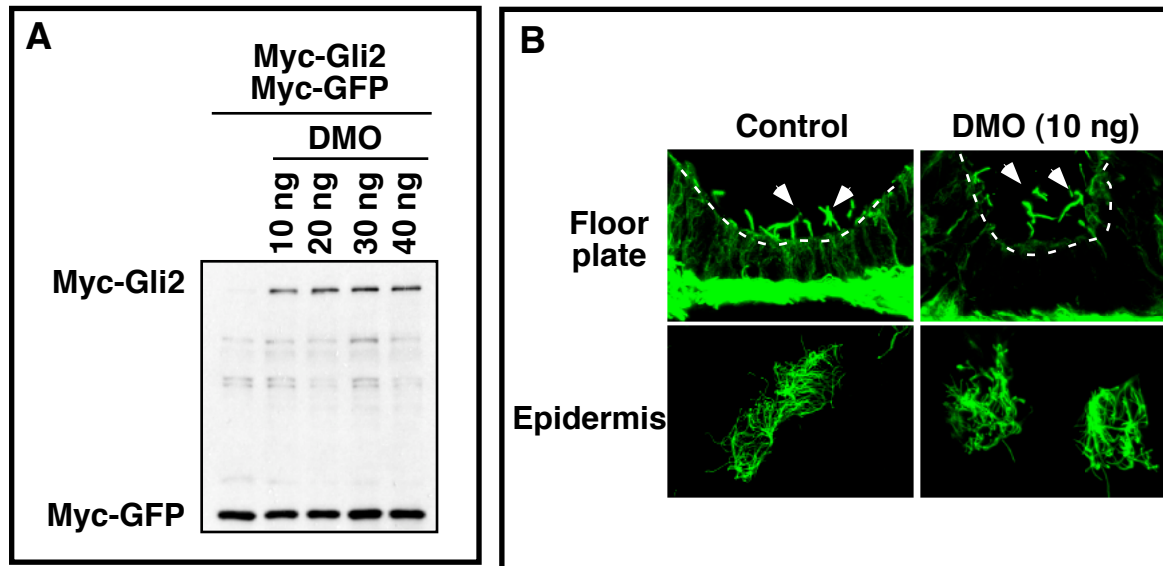 A
Myc-Gli2
Myc-GFP
DMO
10 ng
20 ng
30 ng
40 ng
Myc-Gli2
Myc-GFP
B
Control
DMO (10 ng)
Floor
plate
Epidermis